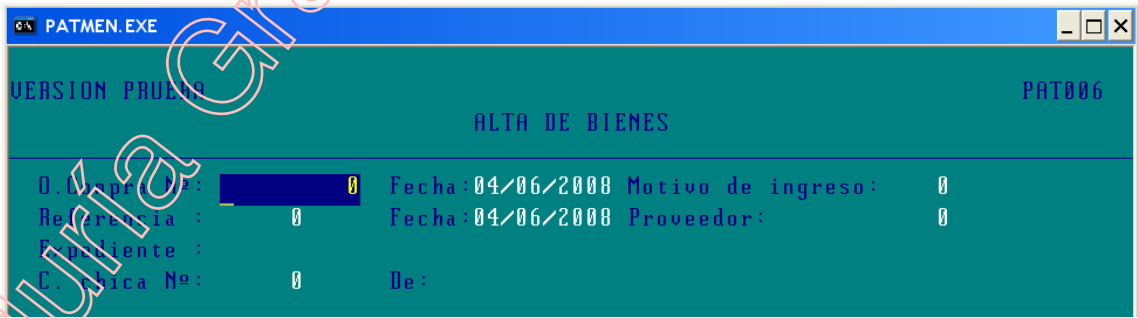 PATMEN.EXE
VERSION PRUEBA PAT006
ALTA DE BIENES
O.Compra Nº: 0 Fecha:04/06/2008 Motivo de ingreso: 0
Referencia : 0 Fecha:04/06/2008 Proveedor: 0
Expediente :
C. chica Nº: 0 De: